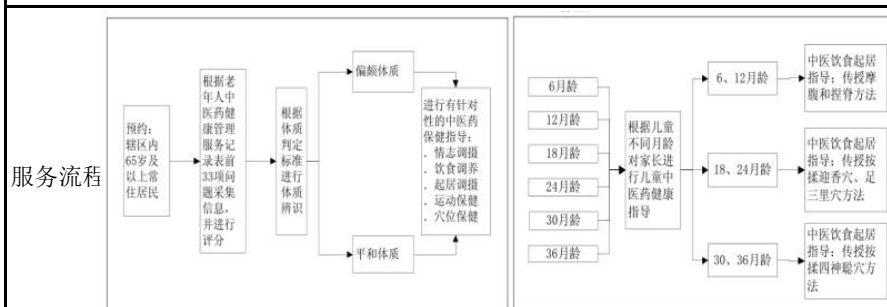 服务流程
预约：
辖区内
65岁及
以上常
住居民
根据老
年人中
医药健
康管理
服务记
录表前
33项问
题采集
信息，
并进行
评分
根据
体质
判定
标准
进行
体质
辨识
偏颇体质
平和体质
进行有针对
性的中医药
保健指导：
．情志调摄
．饮食调养
．起居调摄
．运动保健
．穴位保健
6月龄
12月龄
18月龄
24月龄
30月龄
36月龄
根据儿童
不同月龄
对家长进
行儿童中
医药健康
指导
6、12月龄
18、24月龄
30、36月龄
中医饮食起居
指导；传授摩
腹和捏脊方法
中医饮食起居
指导；传授按
揉迎香穴、足
三里穴方法
中医饮食起居
指导；传授按
揉四神聪穴方
法